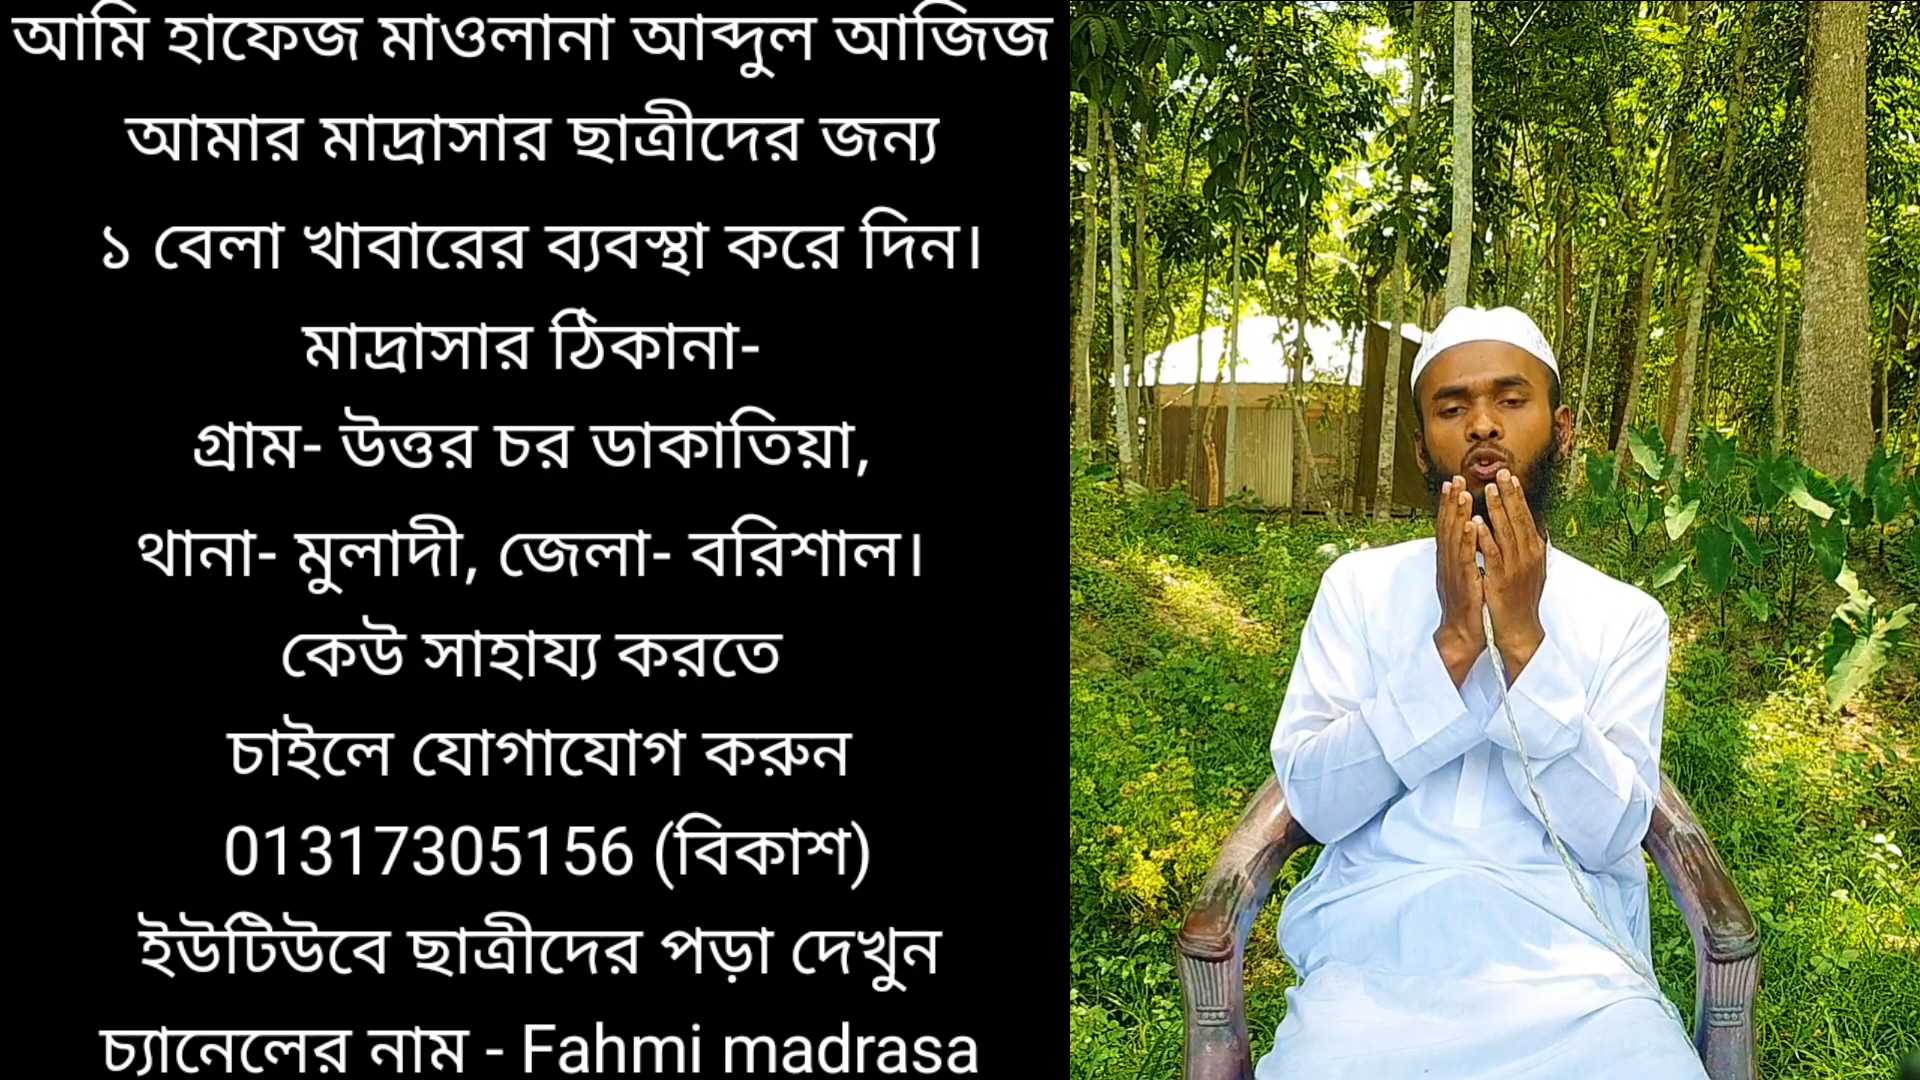 আমি হাফেজ মাওলানা আব্দুল আজিজ
আমার মাদ্রাসার ছাত্রীদের জন্য
১ বেলা খাবারের ব্যবস্থা করে দিন।
মাদ্রাসার ঠিকানা-
গ্রাম- উত্তর চর ডাকাতিয়া,
থানা- মুলাদী, জেলা- বরিশাল।
কেউ সাহায্য করতে
চাইলে যোগাযোগ করুন
01317305156 (বিকাশ)
ইউটিউবে ছাত্রীদের পড়া দেখুন
চ্যানেলের নাম - Fahmi madrasa